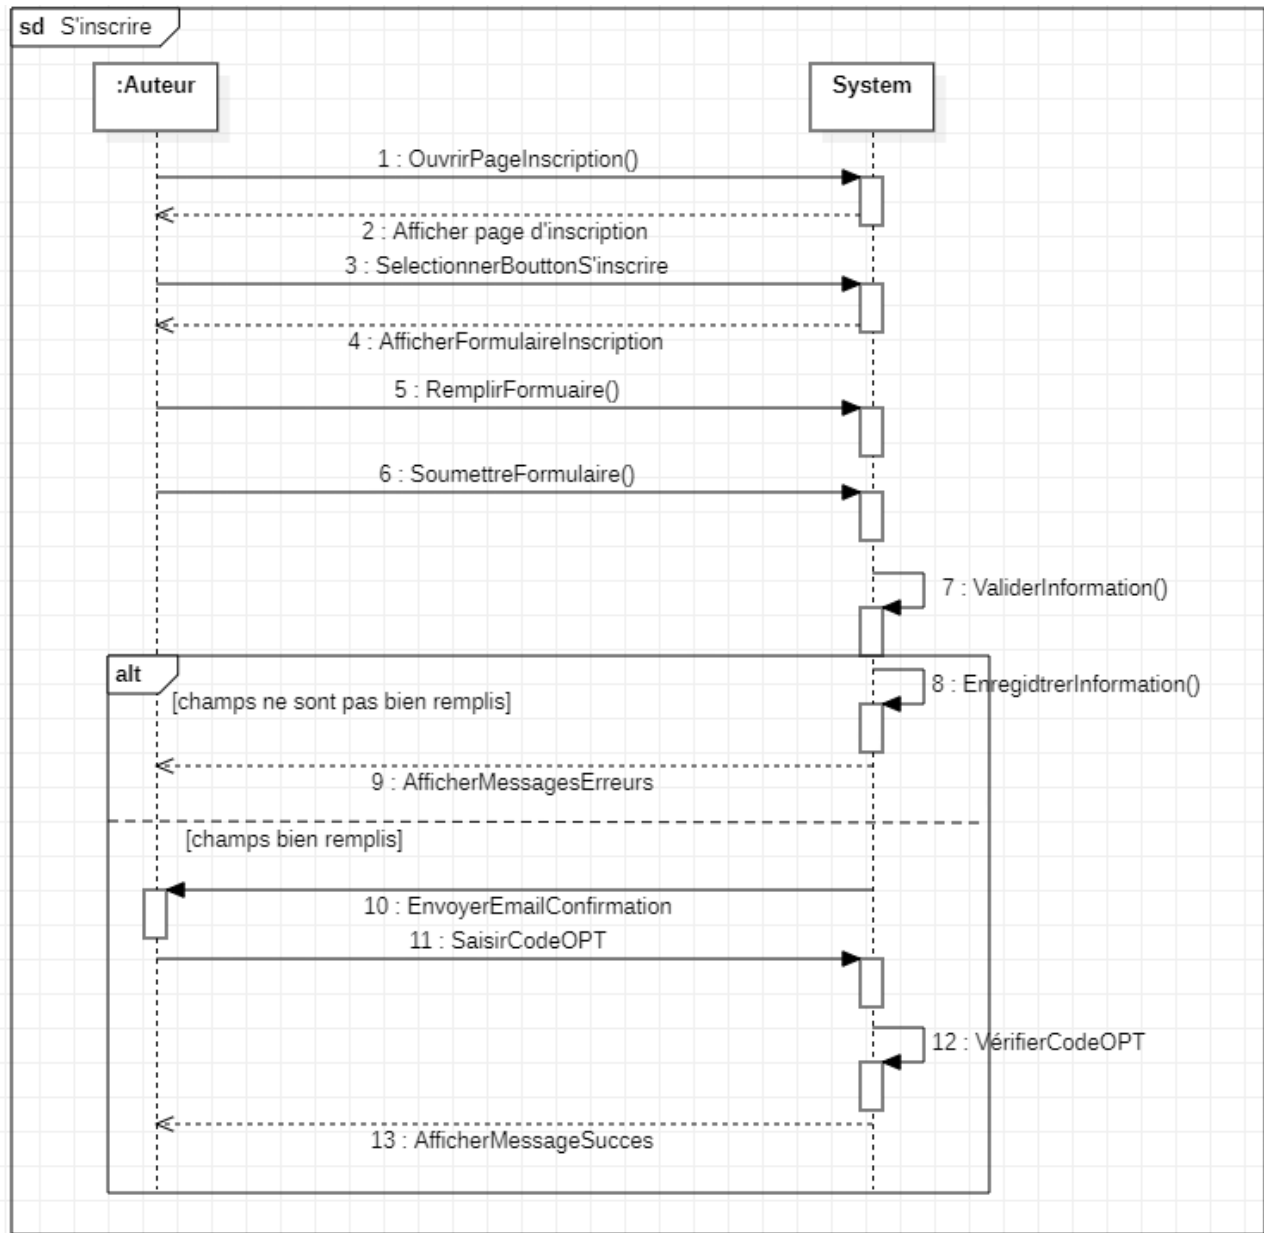 sd S'inscrire
:Auteur
System
1 : OuvrirPageInscription()
2 : Afficher page d'inscription
3 : SelectionnerBouttonS'inscrire
4 : AfficherFormulaireInscription
5 : RemplirFormuaire()
6 : SoumettreFormulaire()
7 : ValiderInformation()
alt
8 : EnregidtrerInformation()
[champs ne sont pas bien remplis]
9 : AfficherMessagesErreurs
[champs bien remplis]
10 : EnvoyerEmailConfirmation
11 : SaisirCodeOPT
12 : VérifierCodeOPT
13 : AfficherMessageSucces